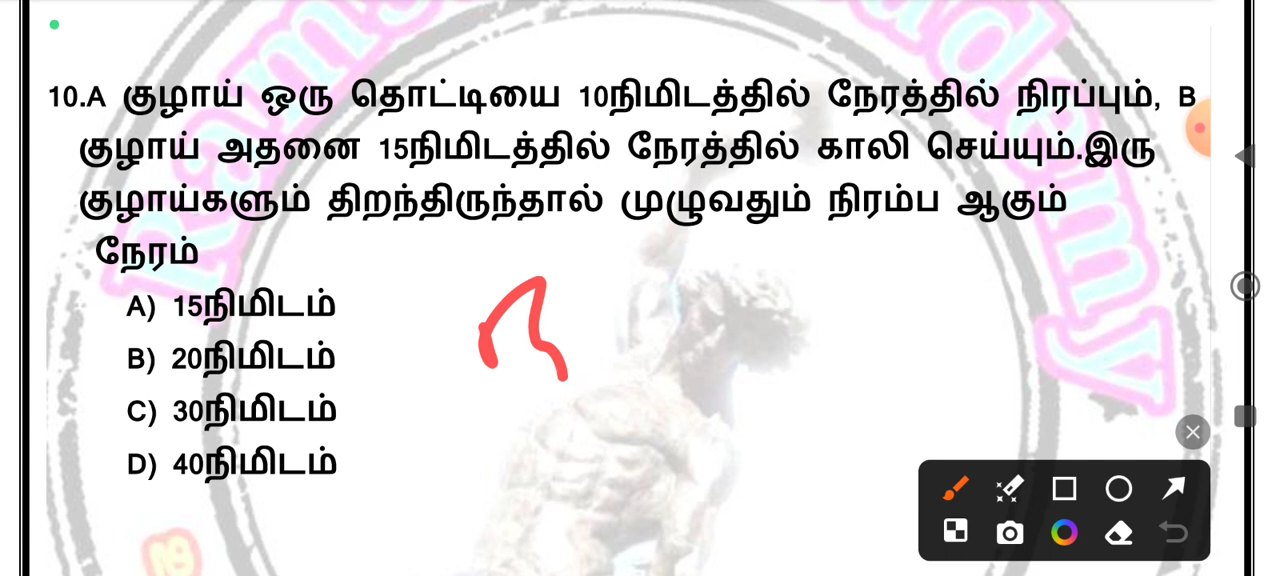 10.A குழாய் ஒரு தொட்டியை 10நிமிடத்தில் நேரத்தில் நிரப்பும், B
குழாய் அதனை 15நிமிடத்தில் நேரத்தில் காலி செய்யும்.இரு
குழாய்களும் திறந்திருந்தால் முழுவதும் நிரம்ப ஆகும்
நேரம்
A) 15நிமிடம்
B) 20நிமிடம்
C) 30நிமிடம்
D) 40நிமிடம்